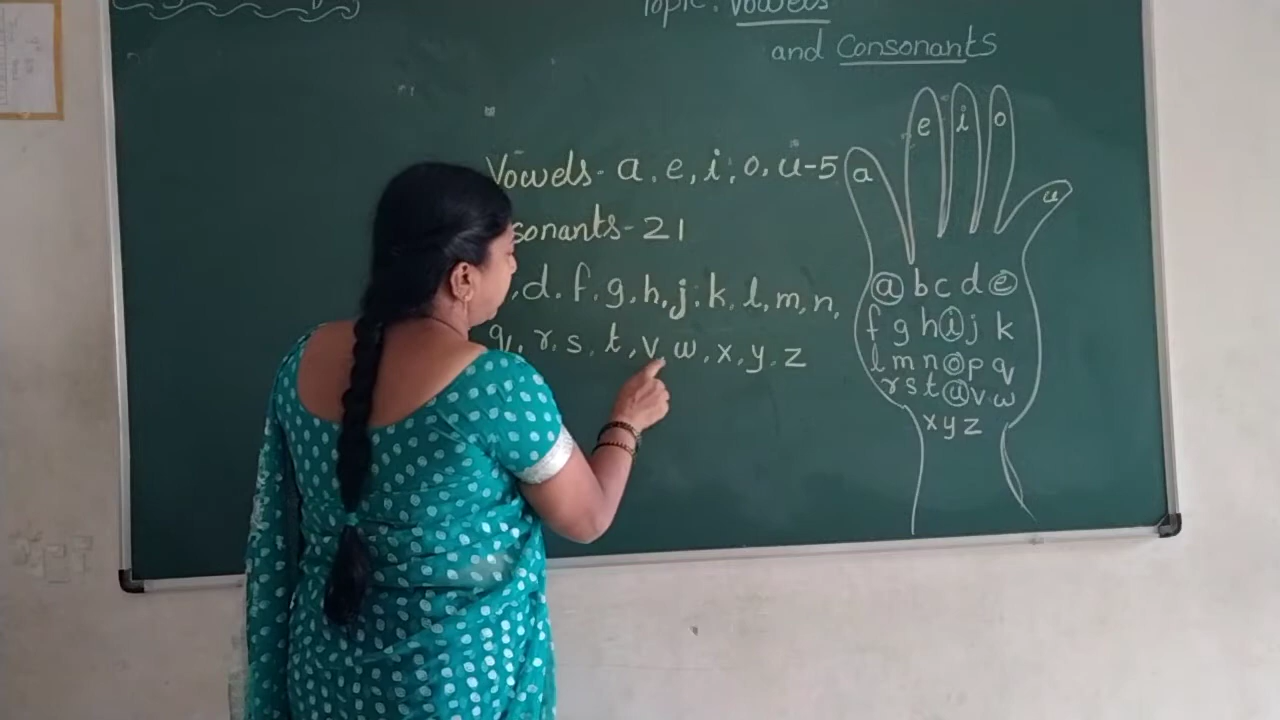 Topic: Vowels
and Consonants
Vowels- a, e, i, o, u-5
sonants-21
,d, f, g, h, j, k, l, m, n,
q, r, s, t, v, w, x, y, z
a
e
i
o
u
a b c d e
f g h i j k
l m n o p q
r s t u v w
x y z